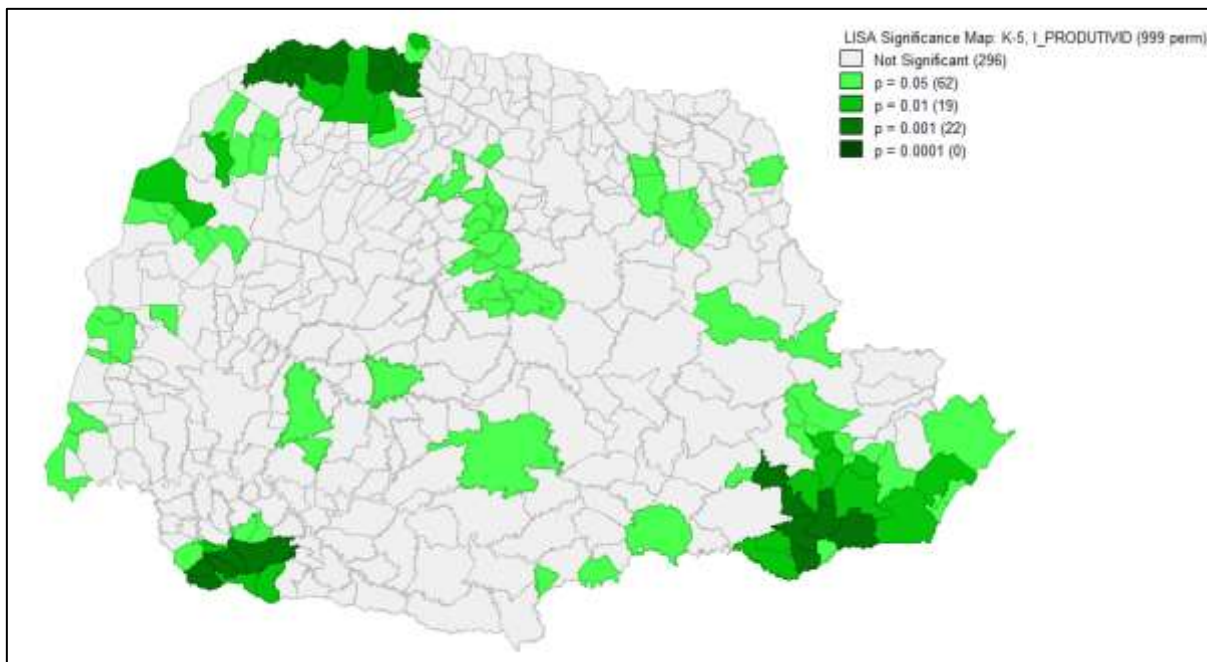 LISA Significance Map: K-5, I_PRODUTIVID (999 perm)
Not Significant (296)
p = 0.05 (62)
p = 0.01 (19)
p = 0.001 (22)
p = 0.0001 (0)